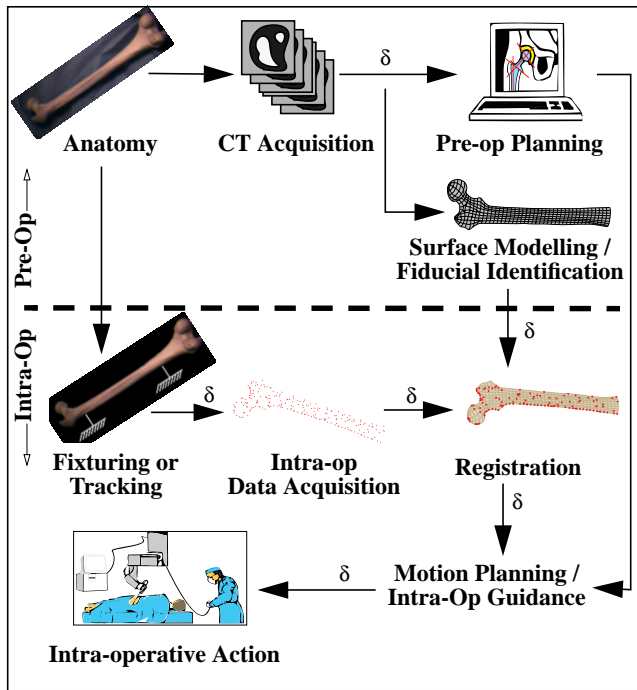 δ
Anatomy
CT Acquisition
Pre-op Planning
Pre-Op
Surface Modelling /
Fiducial Identification
δ
Intra-Op
δ
δ
Fixturing or
Tracking
Intra-op
Data Acquisition
Registration
δ
δ
Motion Planning /
Intra-Op Guidance
Intra-operative Action